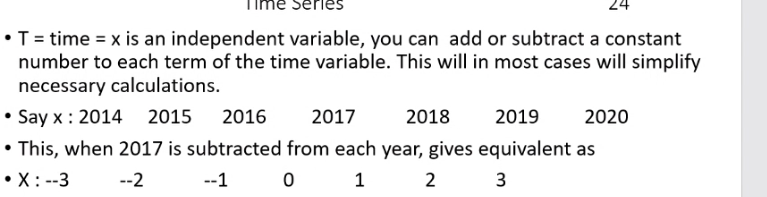 Time Series 24
• T = time = x is an independent variable, you can add or subtract a constant
number to each term of the time variable. This will in most cases will simplify
necessary calculations.
• Say x : 2014 2015 2016 2017 2018 2019 2020
• This, when 2017 is subtracted from each year, gives equivalent as
• X : --3 --2 --1 0 1 2 3